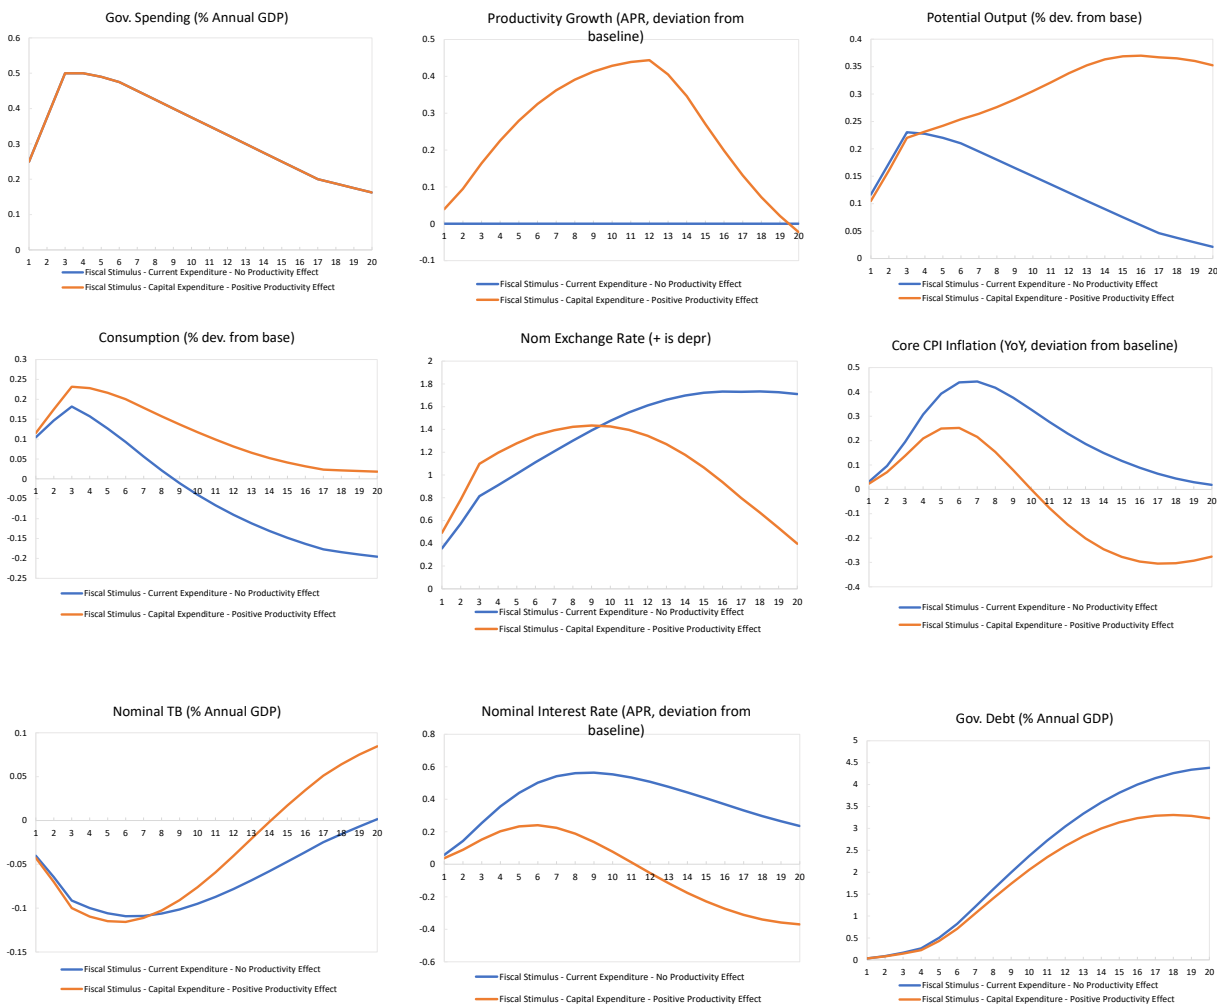 Gov. Spending (% Annual GDP)
0.6
0.5
0.4
0.3
0.2
0.1
0
1 2 3 4 5 6 7 8 9 10 11 12 13 14 15 16 17 18 19 20
Fiscal Stimulus - Current Expenditure - No Productivity Effect
Fiscal Stimulus - Capital Expenditure - Positive Productivity Effect
Productivity Growth (APR, deviation from
baseline)
0.5
0.4
0.3
0.2
0.1
0
-0.1
1 2 3 4 5 6 7 8 9 10 11 12 13 14 15 16 17 18 19 20
Fiscal Stimulus - Current Expenditure - No Productivity Effect
Fiscal Stimulus - Capital Expenditure - Positive Productivity Effect
Potential Output (% dev. from base)
0.4
0.35
0.3
0.25
0.2
0.15
0.1
0.05
0
1 2 3 4 5 6 7 8 9 10 11 12 13 14 15 16 17 18 19 20
Fiscal Stimulus - Current Expenditure - No Productivity Effect
Fiscal Stimulus - Capital Expenditure - Positive Productivity Effect
Consumption (% dev. from base)
0.3
0.25
0.2
0.15
0.1
0.05
0
-0.05
-0.1
-0.15
-0.2
-0.25
1 2 3 4 5 6 7 8 9 10 11 12 13 14 15 16 17 18 19 20
Fiscal Stimulus - Current Expenditure - No Productivity Effect
Fiscal Stimulus - Capital Expenditure - Positive Productivity Effect
Nom Exchange Rate (+ is depr)
2
1.8
1.6
1.4
1.2
1
0.8
0.6
0.4
0.2
0
1 2 3 4 5 6 7 8 9 10 11 12 13 14 15 16 17 18 19 20
Fiscal Stimulus - Current Expenditure - No Productivity Effect
Fiscal Stimulus - Capital Expenditure - Positive Productivity Effect
Core CPI Inflation (YoY, deviation from baseline)
0.5
0.4
0.3
0.2
0.1
0
-0.1
-0.2
-0.3
-0.4
1 2 3 4 5 6 7 8 9 10 11 12 13 14 15 16 17 18 19 20
Fiscal Stimulus - Current Expenditure - No Productivity Effect
Fiscal Stimulus - Capital Expenditure - Positive Productivity Effect
Nominal TB (% Annual GDP)
0.1
0.05
0
-0.05
-0.1
-0.15
1 2 3 4 5 6 7 8 9 10 11 12 13 14 15 16 17 18 19 20
Fiscal Stimulus - Current Expenditure - No Productivity Effect
Fiscal Stimulus - Capital Expenditure - Positive Productivity Effect
Nominal Interest Rate (APR, deviation from
baseline)
0.8
0.6
0.4
0.2
0
-0.2
-0.4
-0.6
1 2 3 4 5 6 7 8 9 10 11 12 13 14 15 16 17 18 19 20
Fiscal Stimulus - Current Expenditure - No Productivity Effect
Fiscal Stimulus - Capital Expenditure - Positive Productivity Effect
Gov. Debt (% Annual GDP)
5
4.5
4
3.5
3
2.5
2
1.5
1
0.5
0
1 2 3 4 5 6 7 8 9 10 11 12 13 14 15 16 17 18 19 20
Fiscal Stimulus - Current Expenditure - No Productivity Effect
Fiscal Stimulus - Capital Expenditure - Positive Productivity Effect